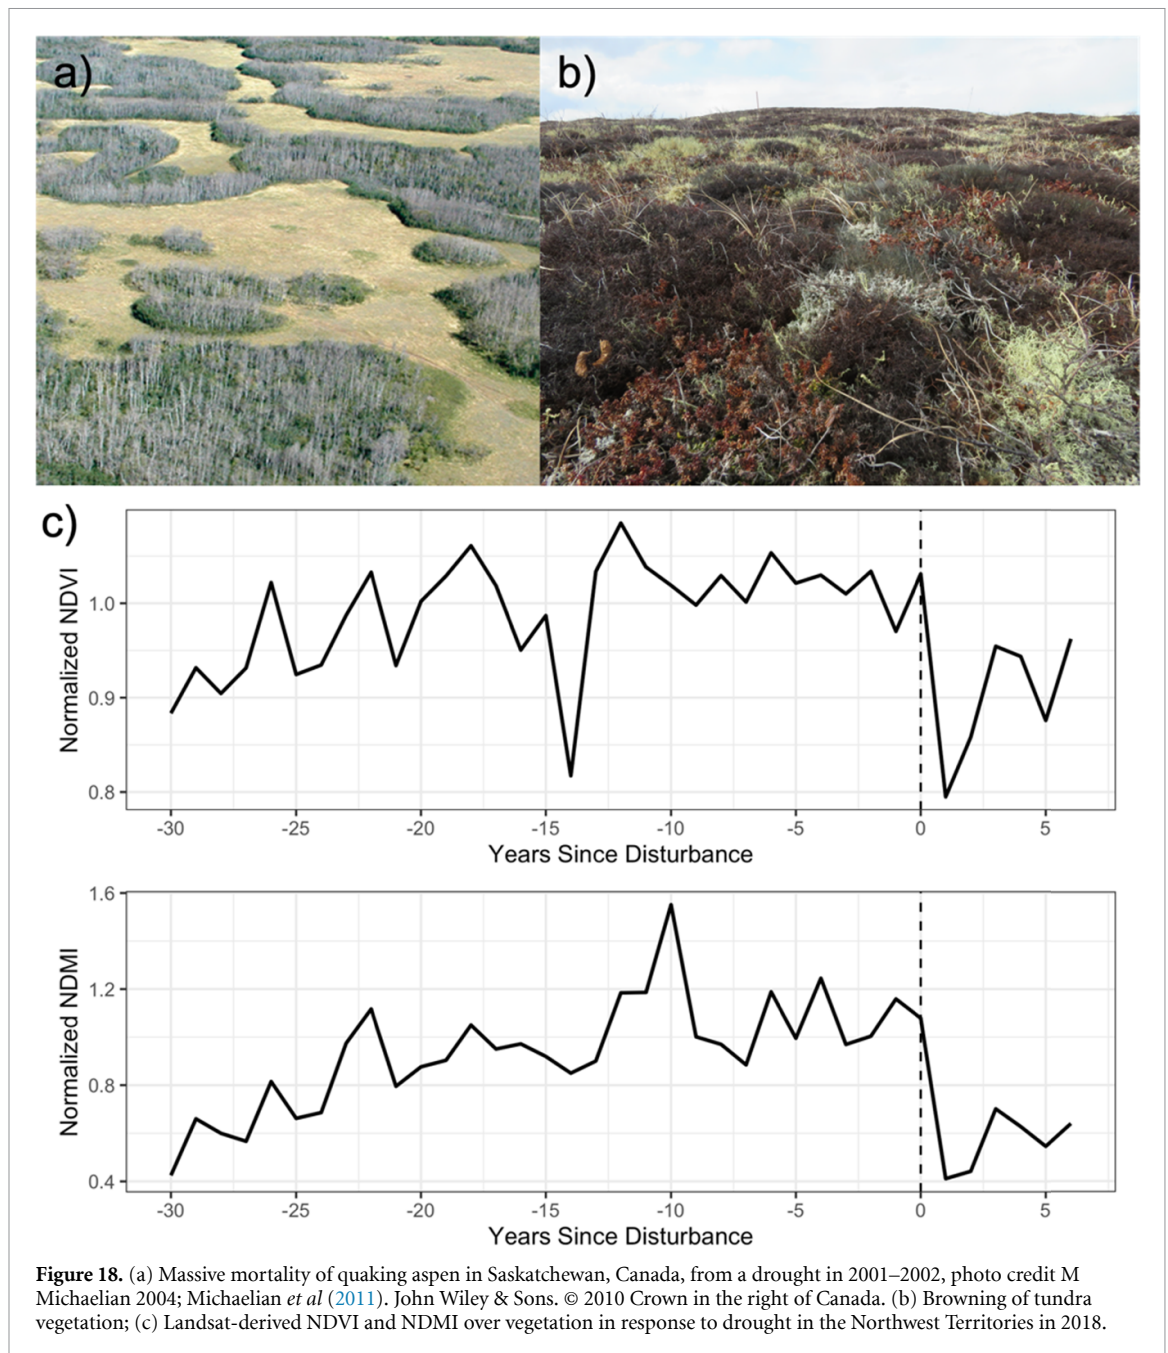 a)
b)
c)
Normalized NDVI
1.0
0.9
0.8
-30 -25 -20 -15 -10 -5 0 5
Years Since Disturbance
Normalized NDMI
1.6
1.2
0.8
0.4
-30 -25 -20 -15 -10 -5 0 5
Years Since Disturbance
Figure 18. (a) Massive mortality of quaking aspen in Saskatchewan, Canada, from a drought in 2001–2002, photo credit M
Michaelian 2004; Michaelian et al (2011). John Wiley & Sons. © 2010 Crown in the right of Canada. (b) Browning of tundra
vegetation; (c) Landsat-derived NDVI and NDMI over vegetation in response to drought in the Northwest Territories in 2018.